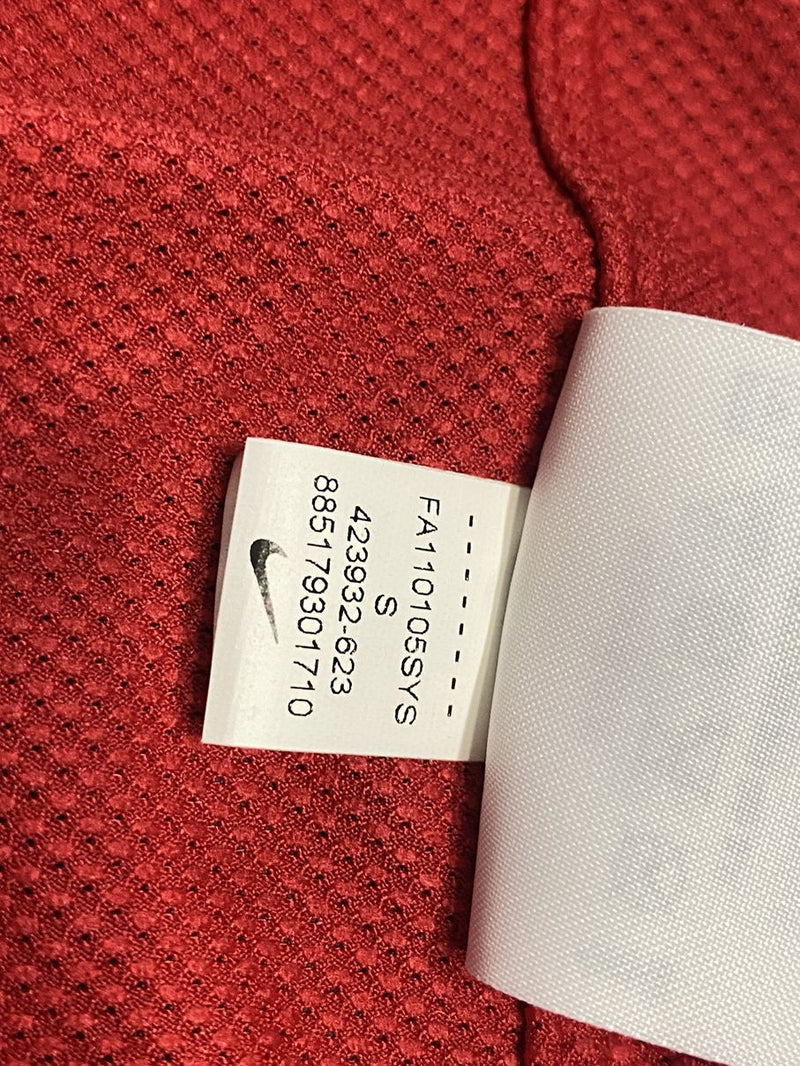 ---------
FA110105SYS
S
423932-623
885179301710